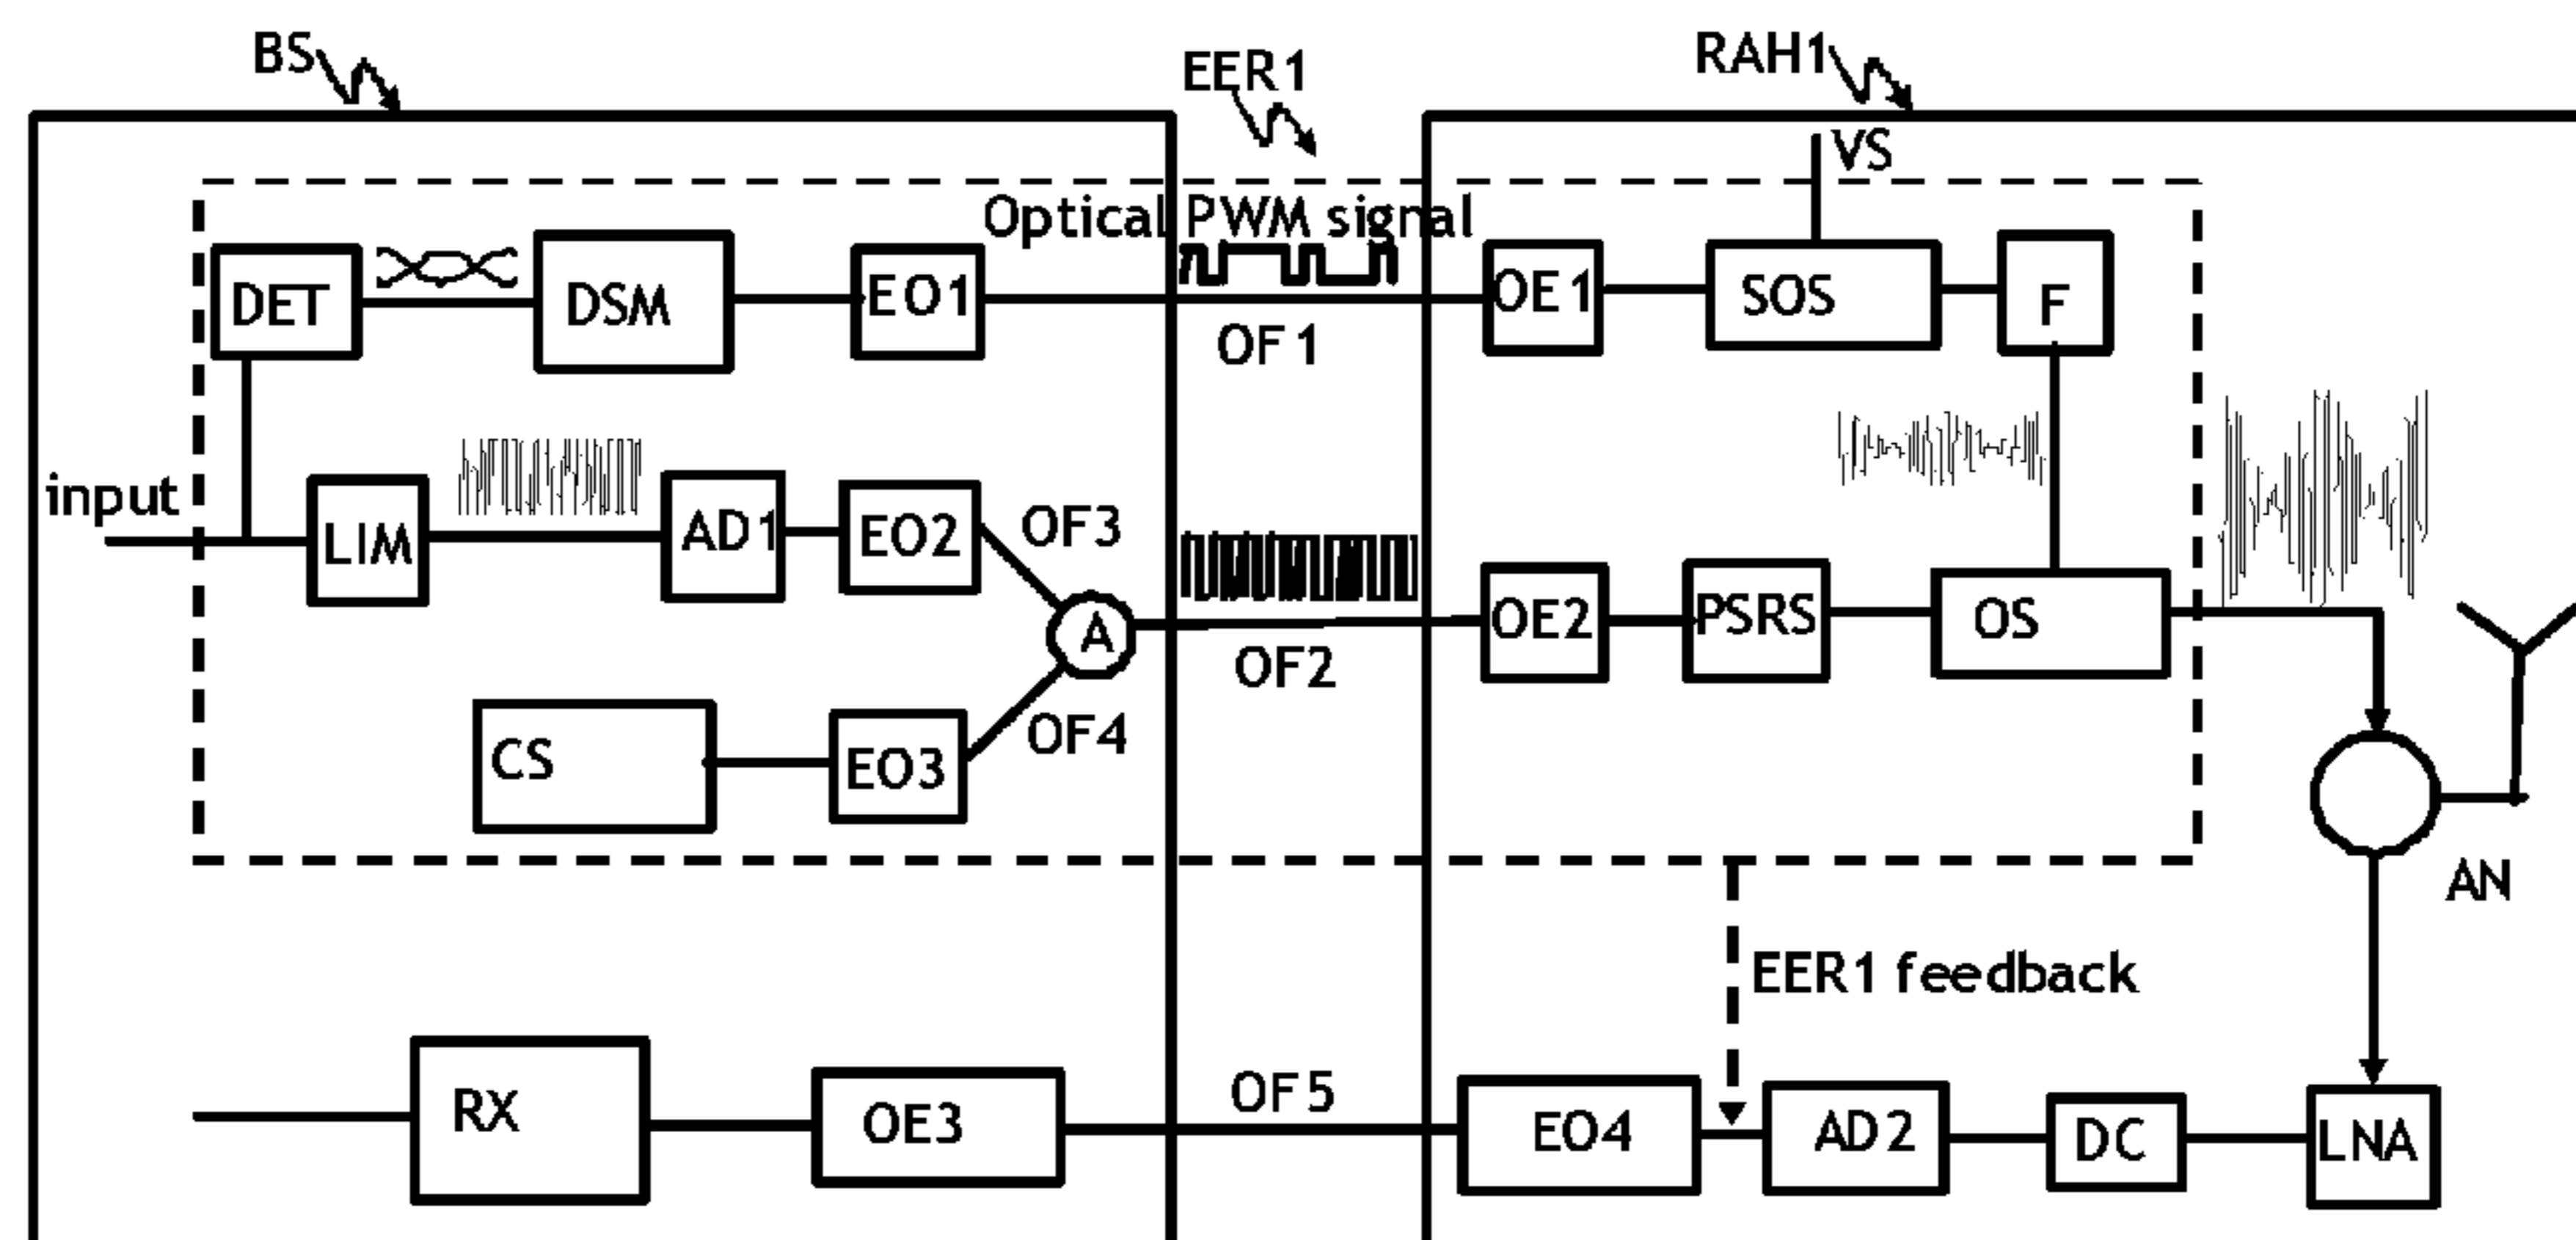 BS
EER1
RAH1
VS
Optical PWM signal
DET
DSM
EO1
OE1
SOS
F
OF1
input
LIM
AD1
EO2
OF3
A
OE2
PSRS
OS
OF2
CS
EO3
OF4
AN
EER1 feedback
RX
OE3
OF5
EO4
AD2
DC
LNA